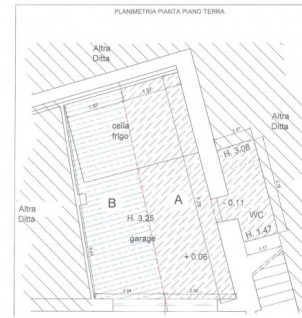 PLANIMETRIA PIANTA PIANO TERRA
Altra
Ditta
Altra
Ditta
cella
frigo
H. 3.08
B
A
Altra
Ditta
- 0.11
WC
H. 3.25
H. 1.47
garage
+ 0.06